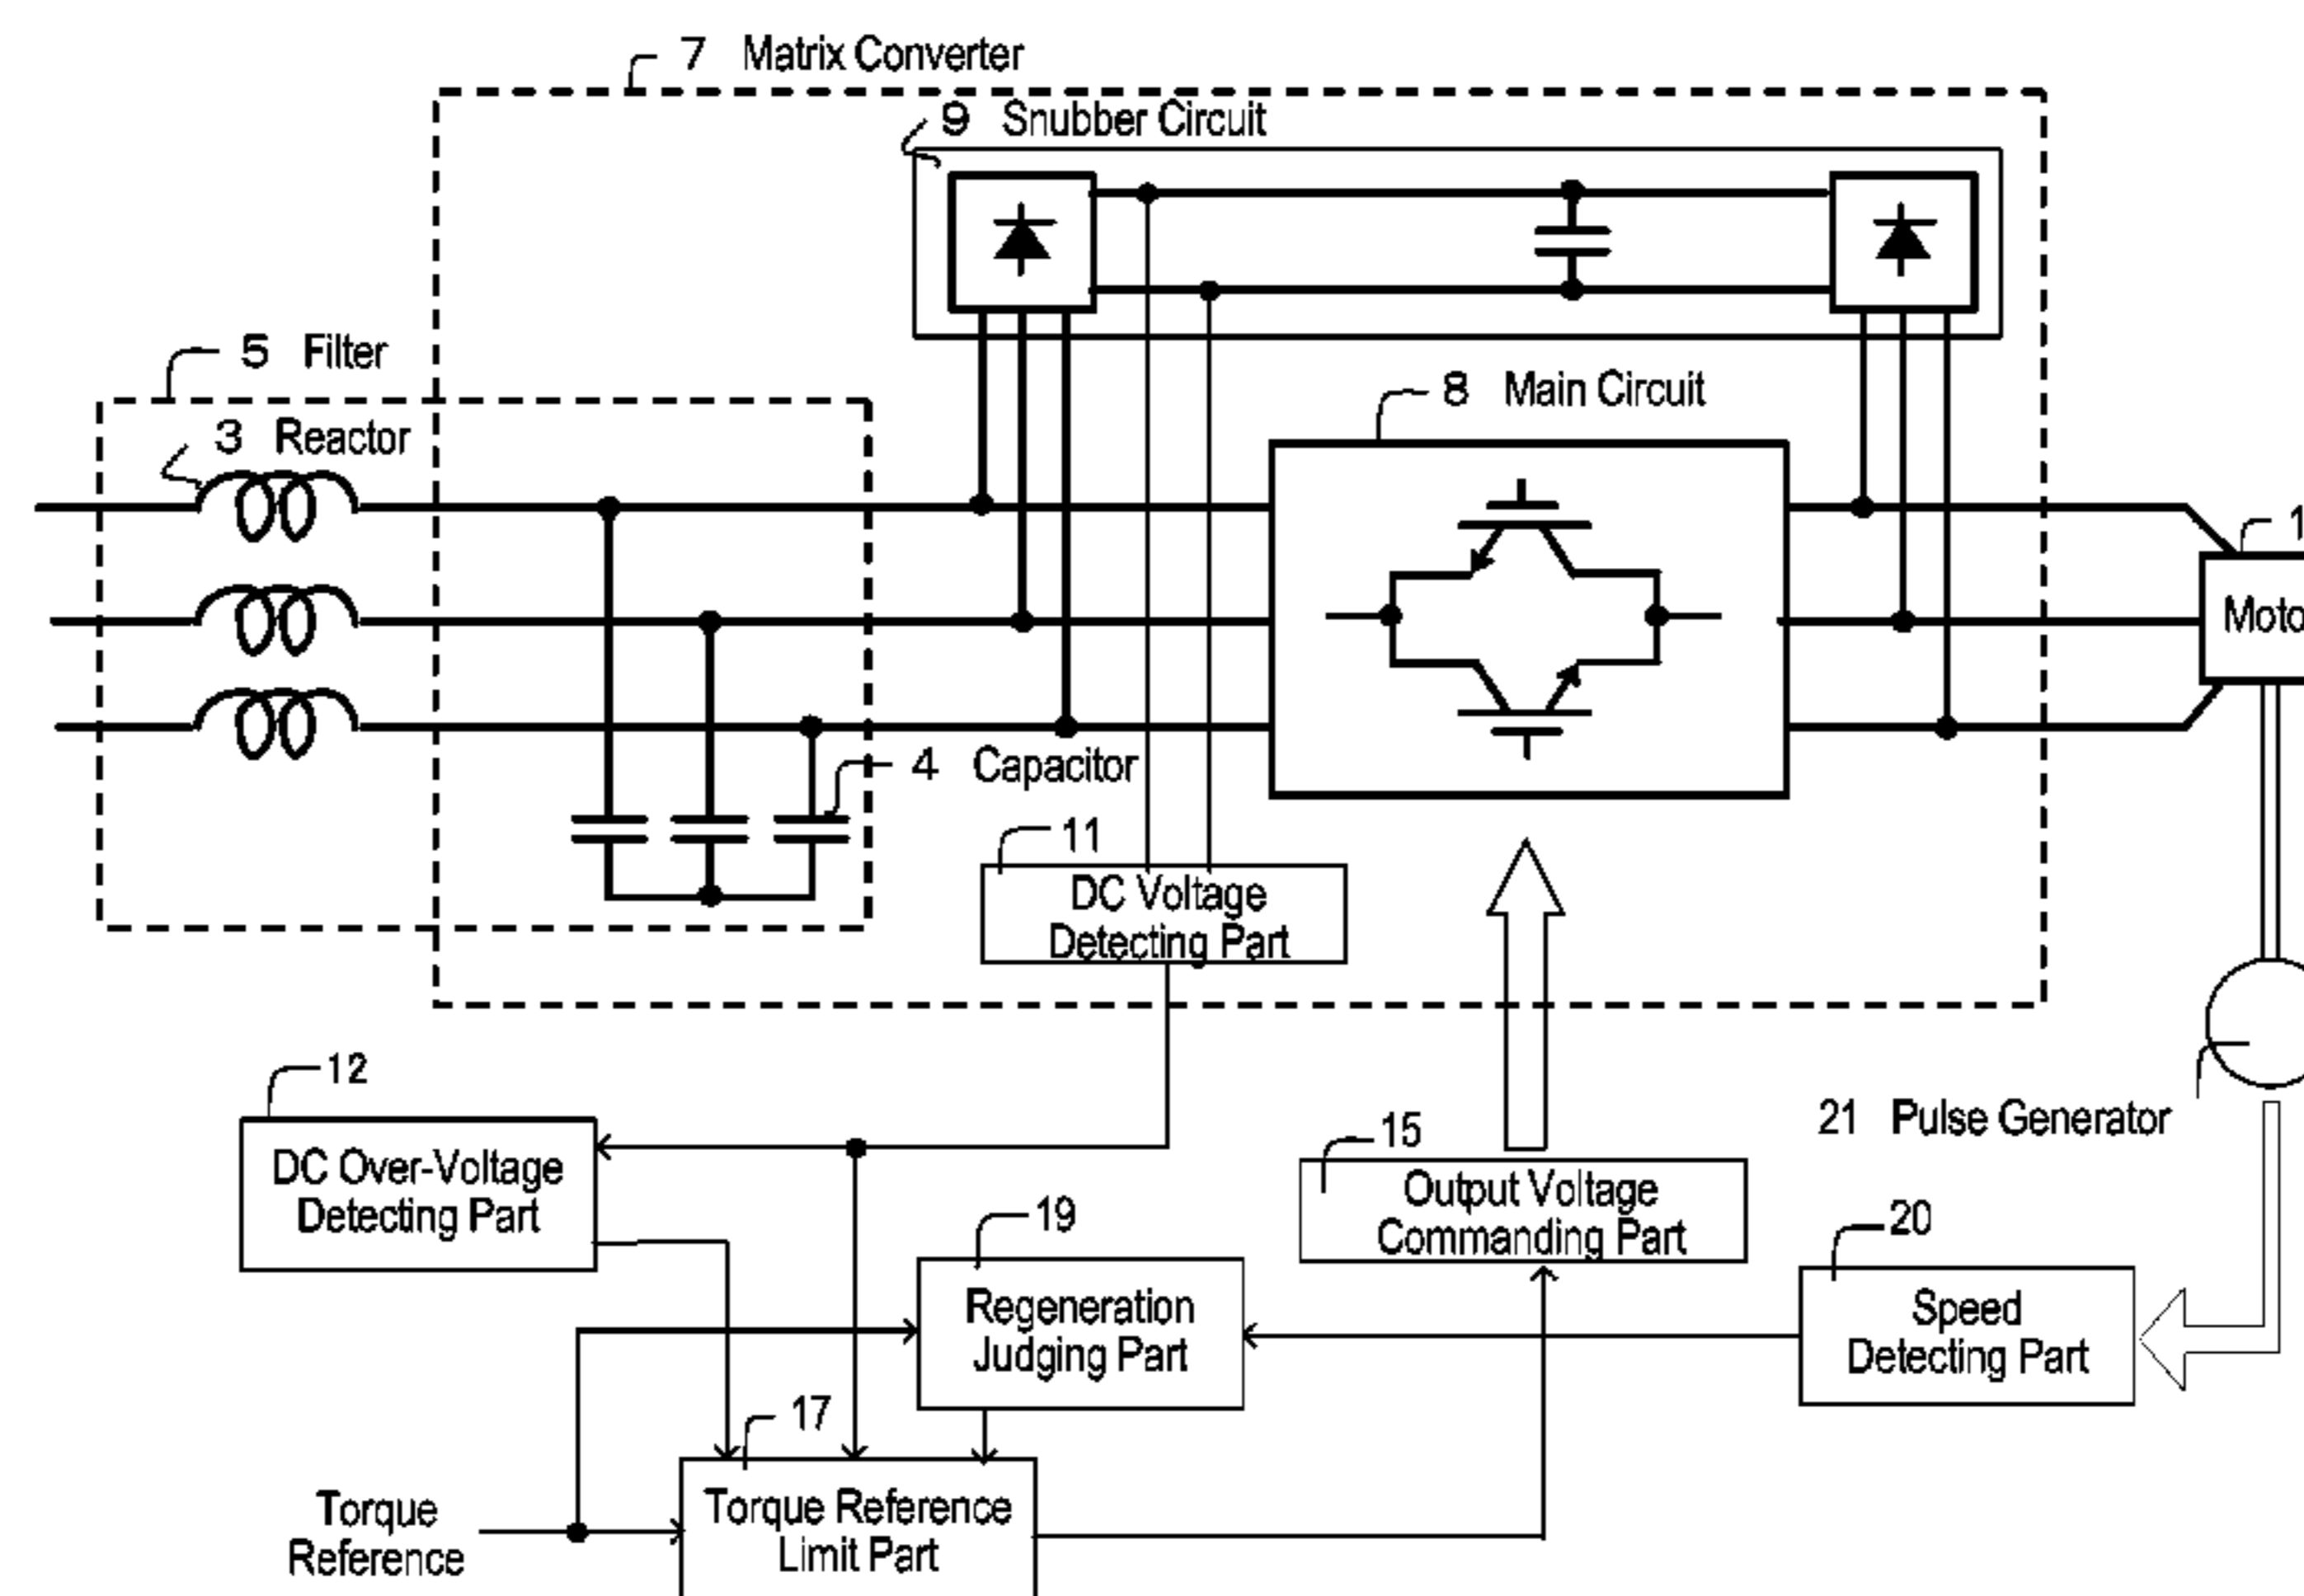 7 Matrix Converter
9 Snubber Circuit
5 Filter
8 Main Circuit
3 Reactor
1
Moto
4 Capacitor
11
DC Voltage
Detecting Part
12
21 Pulse Generator
15
DC Over-Voltage
Detecting Part
Output Voltage
Commanding Part
19
20
Regeneration
Judging Part
Speed
Detecting Part
17
Torque
Reference
Torque Reference
Limit Part